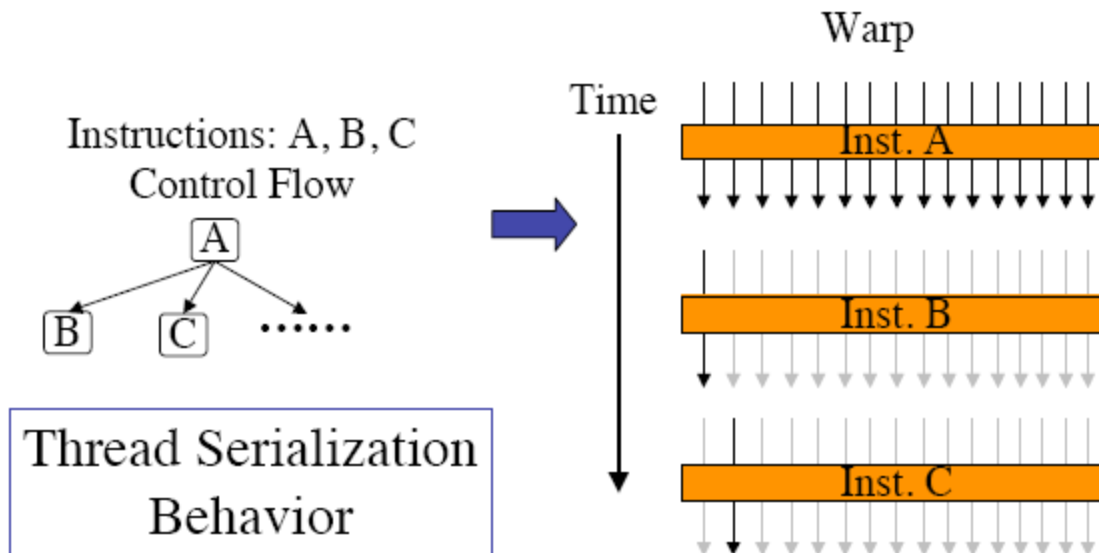 Warp
Time
Instructions: A, B, C
Control Flow
A
B
C
......
Thread Serialization
Behavior
Inst. A
Inst. B
Inst. C